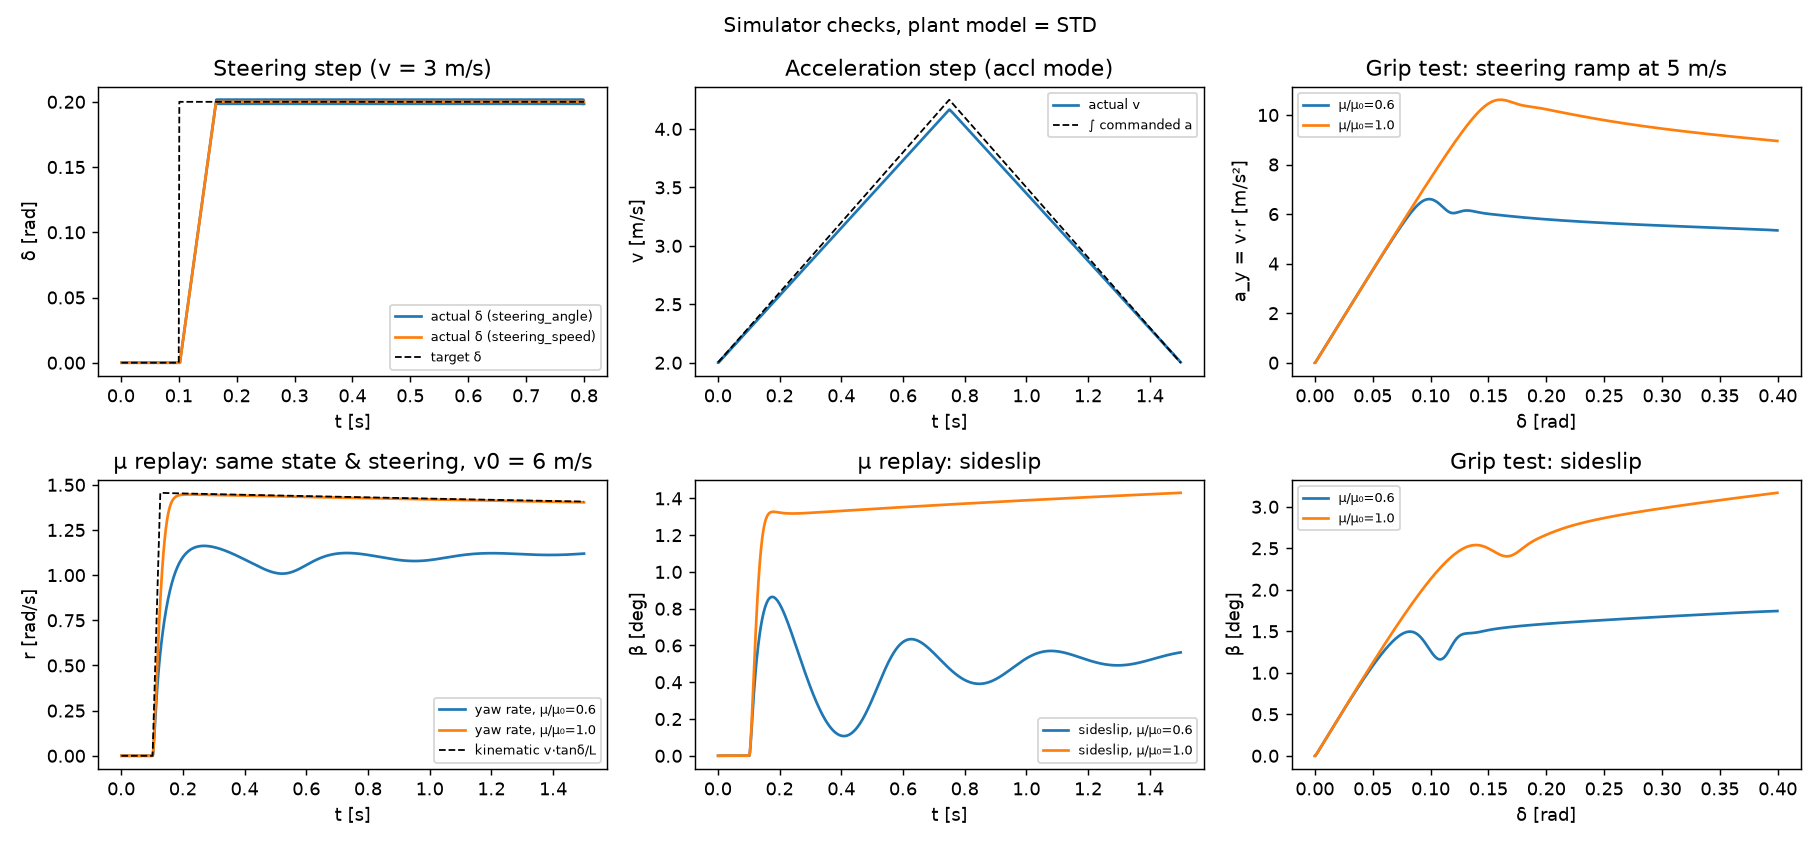 Simulator checks, plant model = STD
Steering step (v = 3 m/s)
δ [rad]
0.20
0.15
0.10
0.05
0.00
actual δ (steering_angle)
actual δ (steering_speed)
target δ
0.0 0.1 0.2 0.3 0.4 0.5 0.6 0.7 0.8
t [s]
Acceleration step (accl mode)
v [m/s]
4.0
3.5
3.0
2.5
2.0
actual v
∫ commanded a
0.0 0.2 0.4 0.6 0.8 1.0 1.2 1.4
t [s]
Grip test: steering ramp at 5 m/s
a_y = v·r [m/s²]
10
8
6
4
2
0
μ/μ₀=0.6
μ/μ₀=1.0
0.00 0.05 0.10 0.15 0.20 0.25 0.30 0.35 0.40
δ [rad]
μ replay: same state & steering, v0 = 6 m/s
r [rad/s]
1.50
1.25
1.00
0.75
0.50
0.25
0.00
yaw rate, μ/μ₀=0.6
yaw rate, μ/μ₀=1.0
kinematic v·tanδ/L
0.0 0.2 0.4 0.6 0.8 1.0 1.2 1.4
t [s]
μ replay: sideslip
β [deg]
1.4
1.2
1.0
0.8
0.6
0.4
0.2
0.0
sideslip, μ/μ₀=0.6
sideslip, μ/μ₀=1.0
0.0 0.2 0.4 0.6 0.8 1.0 1.2 1.4
t [s]
Grip test: sideslip
β [deg]
3.0
2.5
2.0
1.5
1.0
0.5
0.0
μ/μ₀=0.6
μ/μ₀=1.0
0.00 0.05 0.10 0.15 0.20 0.25 0.30 0.35 0.40
δ [rad]